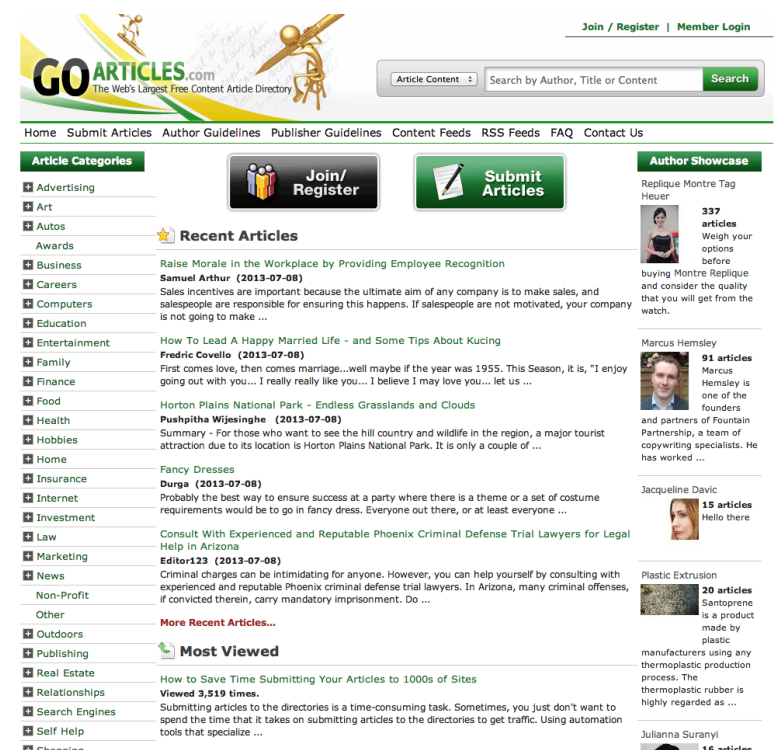 Join / Register | Member Login
GOARTICLES.com
The Web's Largest Free Content Article Directory
Article Content
Search by Author, Title or Content
Search
Home Submit Articles Author Guidelines Publisher Guidelines Content Feeds RSS Feeds FAQ Contact Us
Article Categories
Advertising
Art
Autos
Awards
Business
Careers
Computers
Education
Entertainment
Family
Finance
Food
Health
Hobbies
Home
Insurance
Internet
Investment
Law
Marketing
News
Non-Profit
Other
Outdoors
Publishing
Real Estate
Relationships
Search Engines
Self Help
Shopping
Join/
Register
Submit
Articles
Recent Articles
Raise Morale in the Workplace by Providing Employee Recognition
Samuel Arthur (2013-07-08)
Sales incentives are important because the ultimate aim of any company is to make sales, and
salespeople are responsible for ensuring this happens. If salespeople are not motivated, your company
is not going to make ...
How To Lead A Happy Married Life - and Some Tips About Kucing
Fredric Covello (2013-07-08)
First comes love, then comes marriage...well maybe if the year was 1955. This Season, it is, "I enjoy
going out with you... I really really like you... I believe I may love you... let us ...
Horton Plains National Park - Endless Grasslands and Clouds
Pushpitha Wijesinghe (2013-07-08)
Summary - For those who want to see the hill country and wildlife in the region, a major tourist
attraction due to its location is Horton Plains National Park. It is only a couple of ...
Fancy Dresses
Durga (2013-07-08)
Probably the best way to ensure success at a party where there is a theme or a set of costume
requirements would be to go in fancy dress. Everyone out there, or at least everyone ...
Consult With Experienced and Reputable Phoenix Criminal Defense Trial Lawyers for Legal
Help in Arizona
Editor123 (2013-07-08)
Criminal charges can be intimidating for anyone. However, you can help yourself by consulting with
experienced and reputable Phoenix criminal defense trial lawyers. In Arizona, many criminal offenses,
if convicted therein, carry mandatory imprisonment. Do ...
More Recent Articles...
Most Viewed
How to Save Time Submitting Your Articles to 1000s of Sites
Viewed 3,519 times.
Submitting articles to the directories is a time-consuming task. Sometimes, you just don't want to
spend the time that it takes on submitting articles to the directories to get traffic. Using automation
tools that specialize ...
Author Showcase
Replique Montre Tag
Heuer
337
articles
Weigh your
options
before
buying Montre Replique
and consider the quality
that you will get from the
watch.
Marcus Hemsley
91 articles
Marcus
Hemsley is
one of the
founders
and partners of Fountain
Partnership, a team of
copywriting specialists. He
has worked ...
Jacqueline Davic
15 articles
Hello there
Plastic Extrusion
20 articles
Santoprene
is a product
made by
plastic
manufacturers using any
thermoplastic production
process. The
thermoplastic rubber is
highly regarded as ...
Julianna Suranyi
16 articles